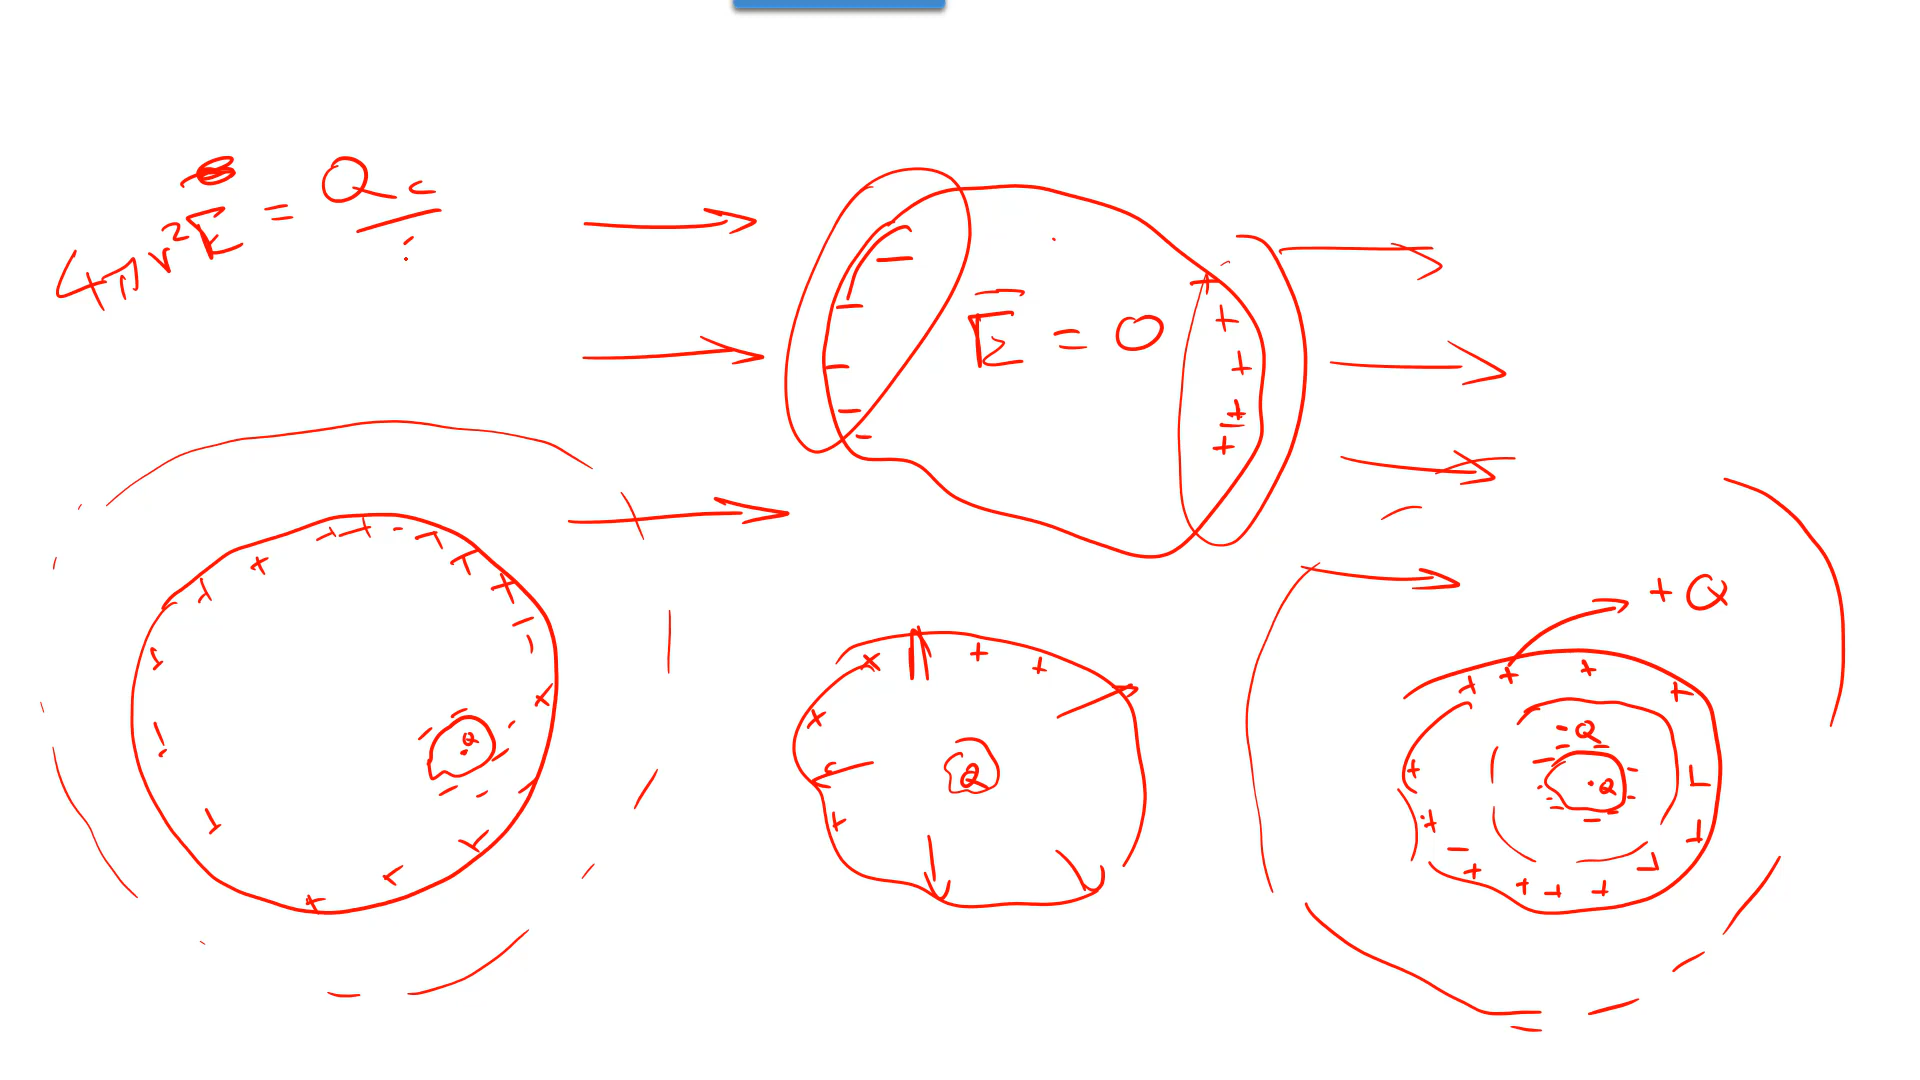 4πr²E = Q
E = 0
+ Q
- Q
Q
Q
Q